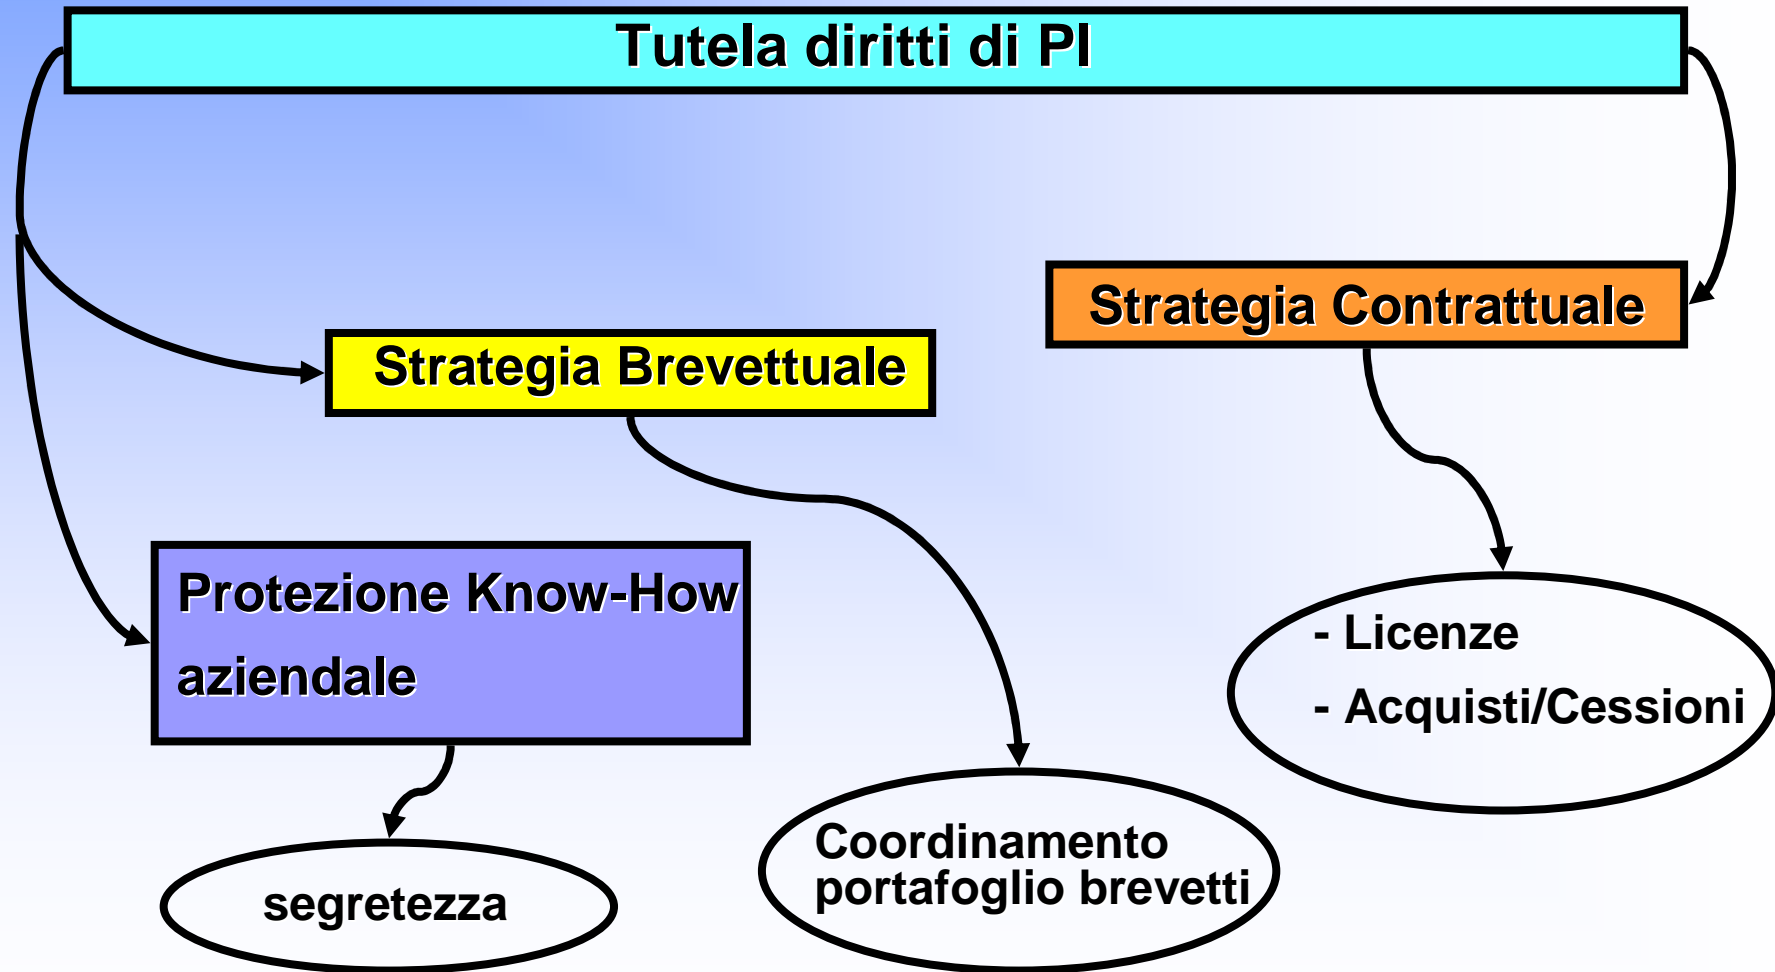 Tutela diritti di PI
Strategia Contrattuale
Strategia Brevettuale
Protezione Know-How
aziendale
- Licenze
- Acquisti/Cessioni
Coordinamento
portafoglio brevetti
segretezza